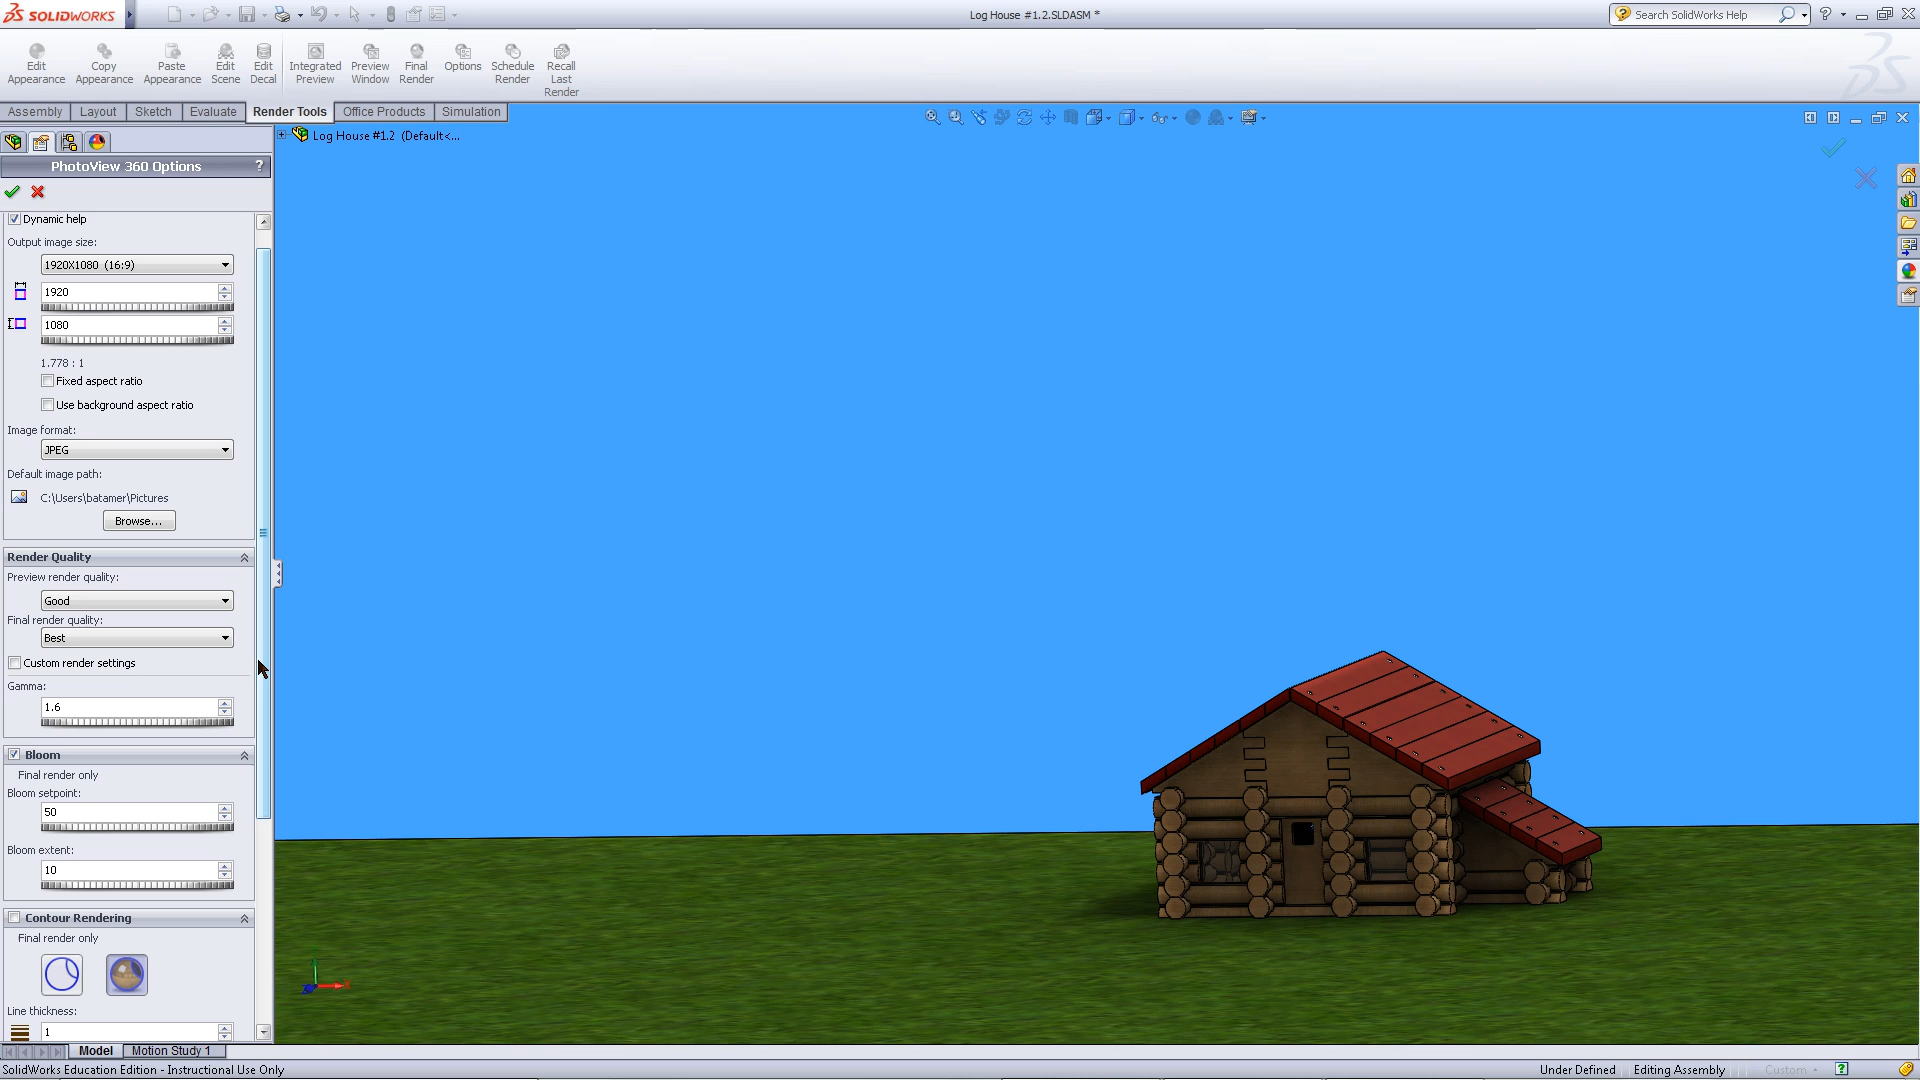 SOLIDWORKS
Log House #1.2.SLDASM *
Search SolidWorks Help
Edit Appearance
Copy Appearance
Paste Appearance
Edit Scene
Edit Decal
Integrated Preview
Preview Window
Final Render
Options
Schedule Render
Recall Last Render
Assembly
Layout
Sketch
Evaluate
Render Tools
Office Products
Simulation
Log House #1.2 (Default<...
PhotoView 360 Options
?
Dynamic help
Output image size:
1920X1080 (16:9)
1920
1080
1.778 : 1
Fixed aspect ratio
Use background aspect ratio
Image format:
JPEG
Default image path:
C:\Users\batamer\Pictures
Browse...
Render Quality
Preview render quality:
Good
Final render quality:
Best
Custom render settings
Gamma:
1.6
Bloom
Final render only
Bloom setpoint:
50
Bloom extent:
10
Contour Rendering
Final render only
Line thickness:
1
Model
Motion Study 1
SolidWorks Education Edition - Instructional Use Only
Under Defined
Editing Assembly
Custom